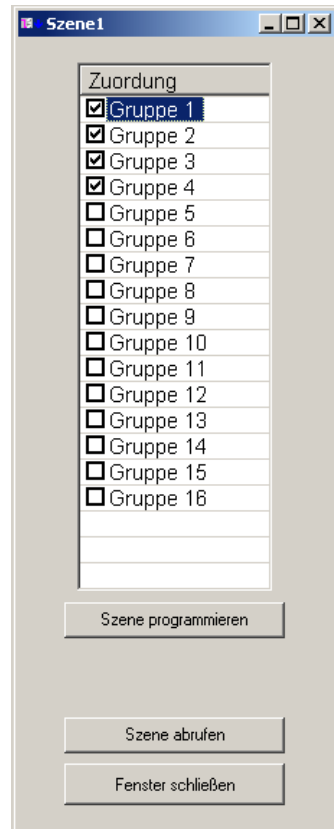 Szene1
Zuordung
Gruppe 1
Gruppe 2
Gruppe 3
Gruppe 4
Gruppe 5
Gruppe 6
Gruppe 7
Gruppe 8
Gruppe 9
Gruppe 10
Gruppe 11
Gruppe 12
Gruppe 13
Gruppe 14
Gruppe 15
Gruppe 16
Szene programmieren
Szene abrufen
Fenster schließen